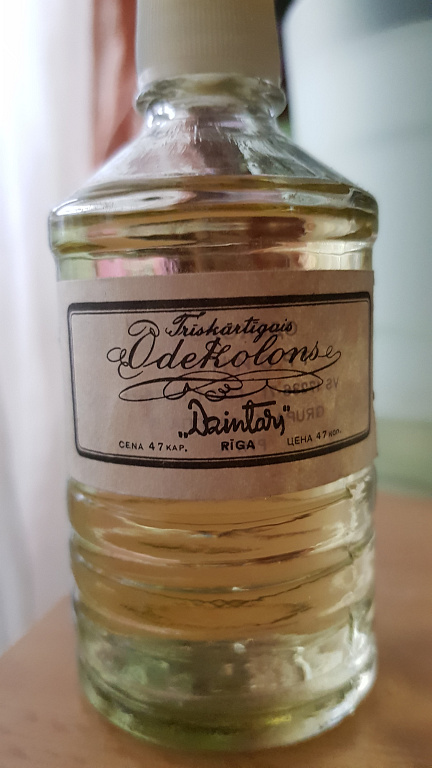 Trīskārtīgais
Odekolons
„Dzintars”
CENA 47 KAP. RĪGA ЦЕНА 47 КОП.